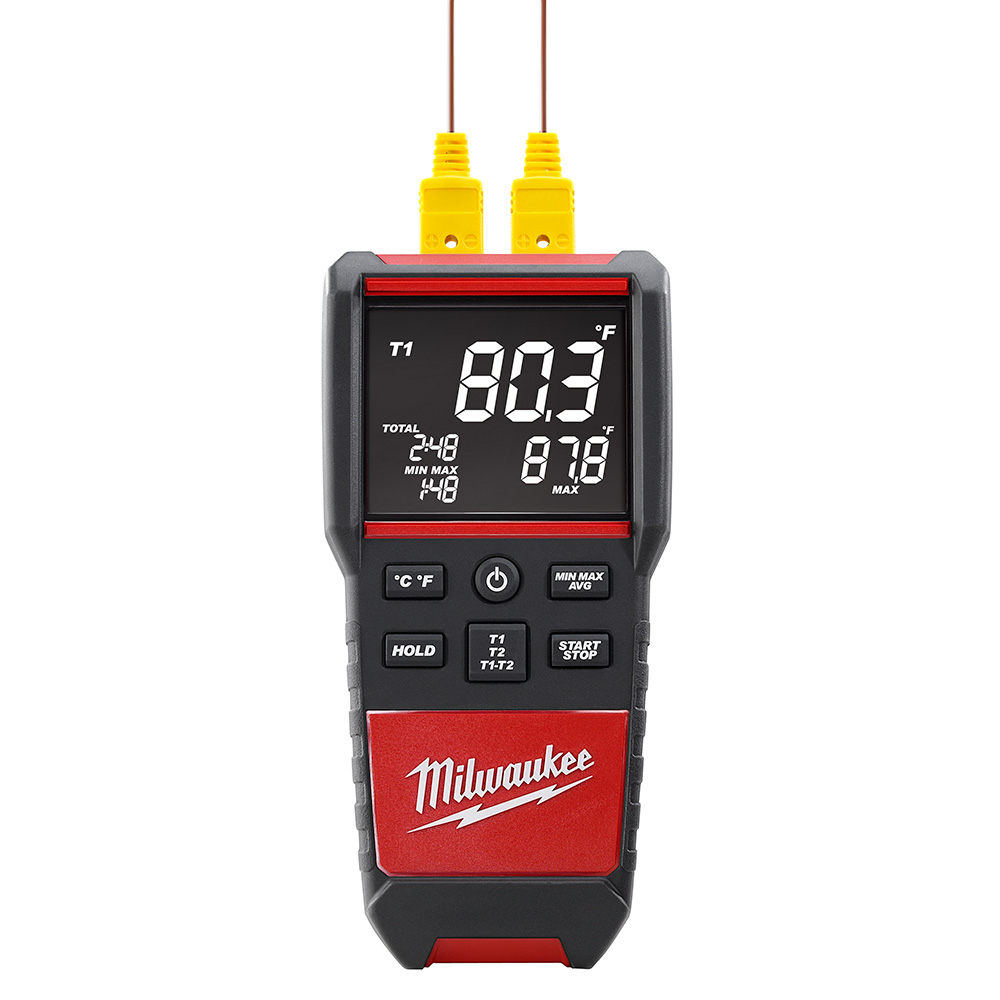 °F
T1 80.3
TOTAL °F
2:48 87.8
MIN MAX
1:48 MAX
°C °F
MIN MAX
AVG
HOLD
T1
T2
T1-T2
START
STOP
Milwaukee